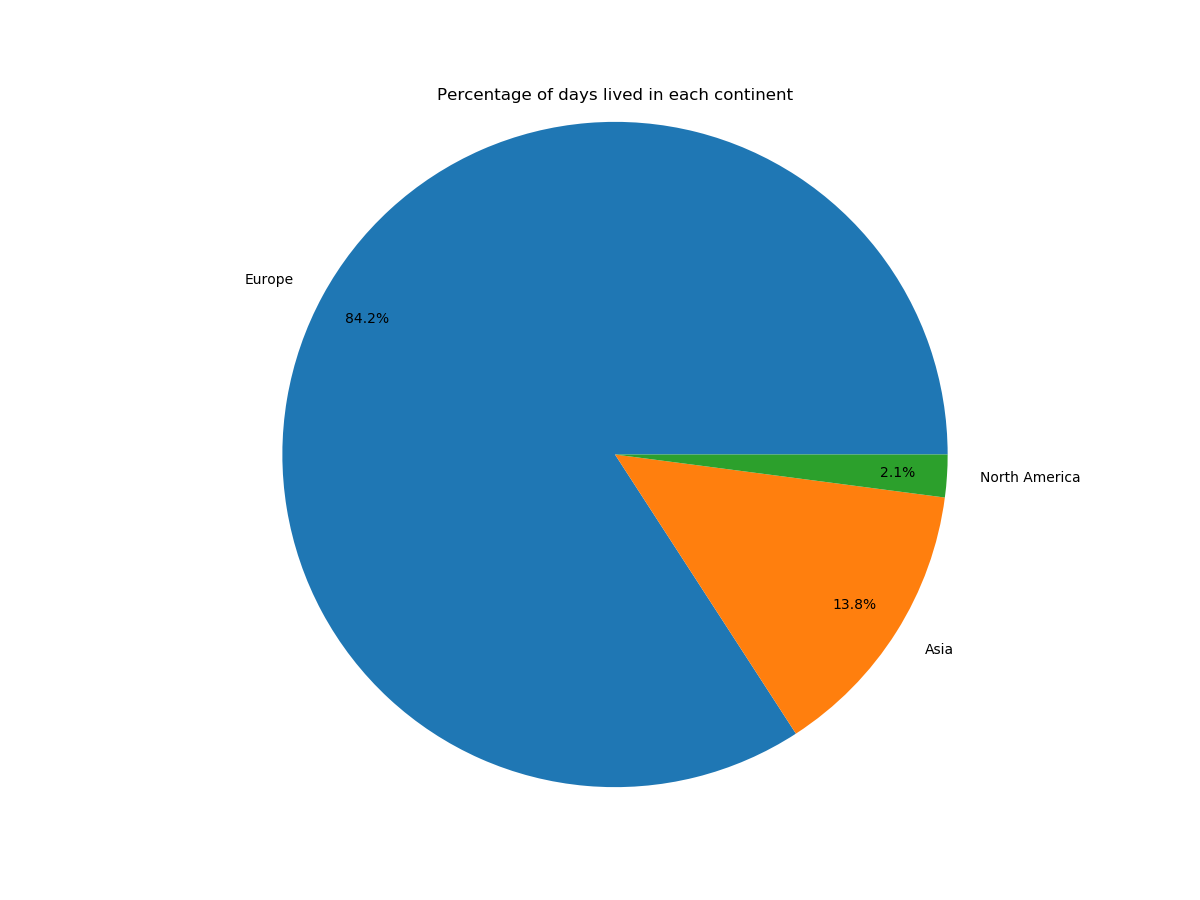 Percentage of days lived in each continent
Europe
84.2%
2.1%
North America
13.8%
Asia